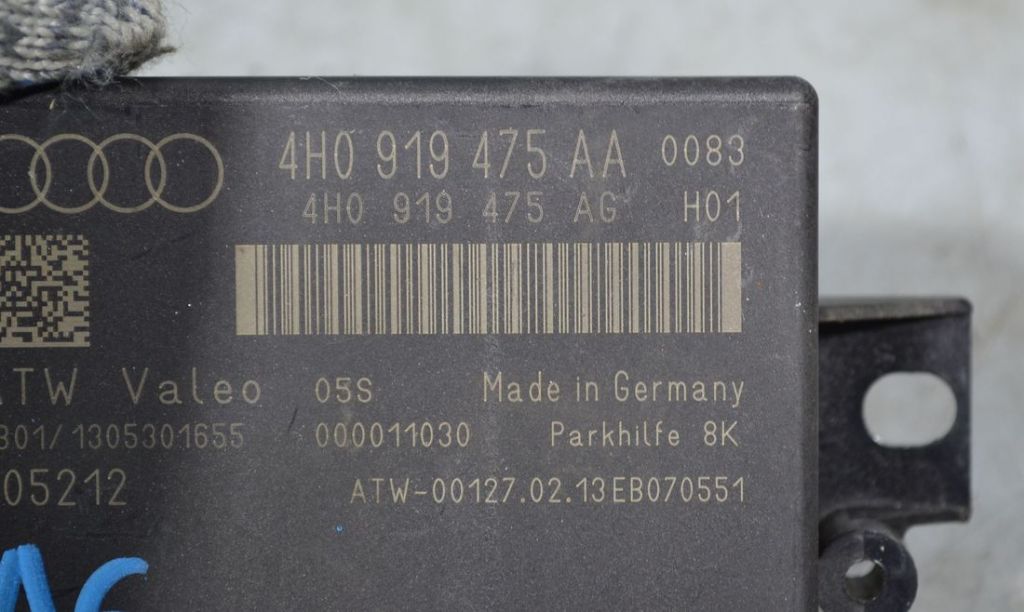 4H0 919 475 AA 0083
4H0 919 475 AG H01
ATW Valeo 05S Made in Germany
301/1305301655 000011030 Parkhilfe 8K
05212
ATW-00127.02.13EB070551
AG